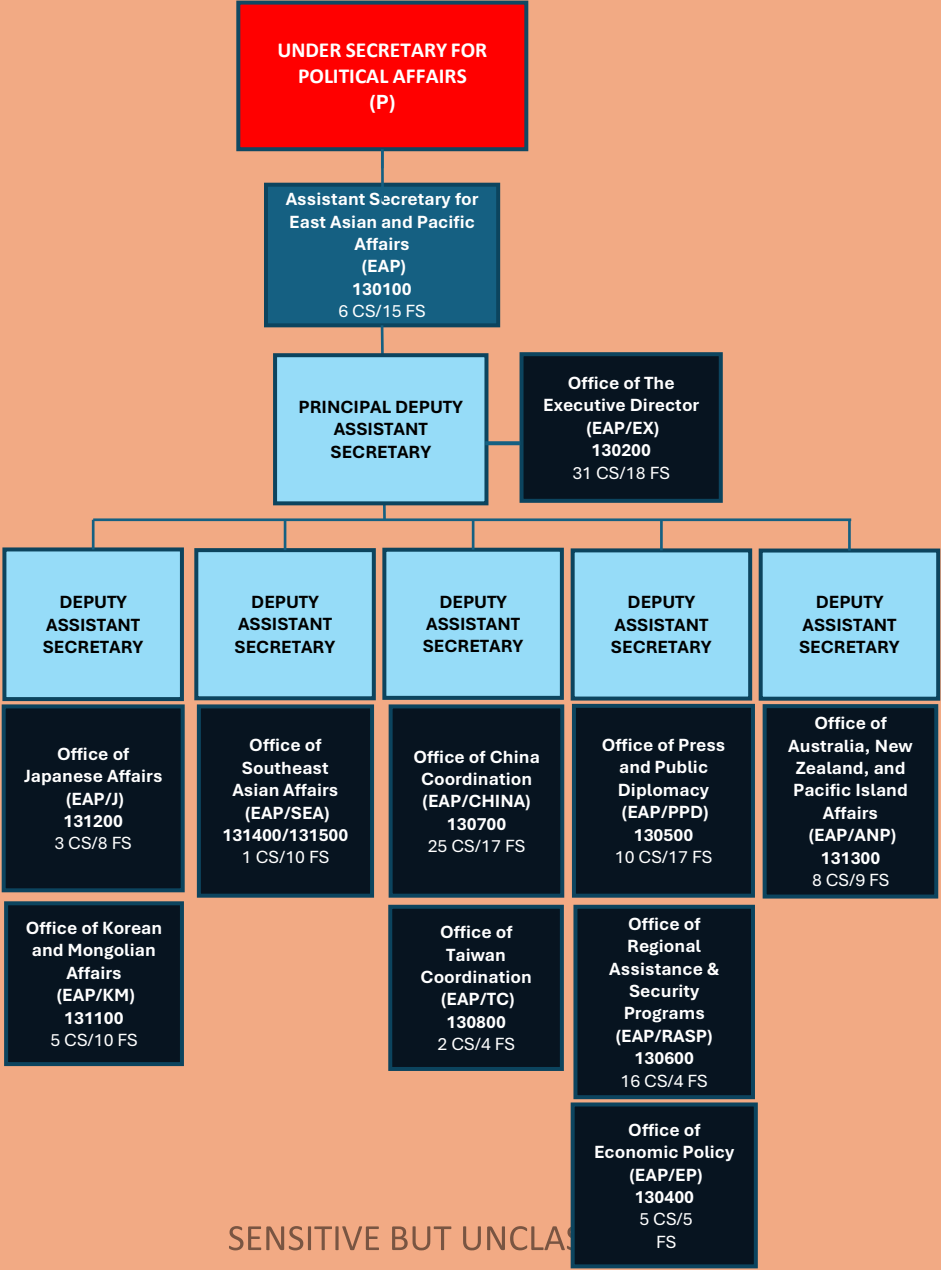 UNDER SECRETARY FOR
POLITICAL AFFAIRS
(P)
Assistant Secretary for
East Asian and Pacific
Affairs
(EAP)
130100
6 CS/15 FS
PRINCIPAL DEPUTY
ASSISTANT
SECRETARY
Office of The
Executive Director
(EAP/EX)
130200
31 CS/18 FS
DEPUTY
ASSISTANT
SECRETARY
DEPUTY
ASSISTANT
SECRETARY
DEPUTY
ASSISTANT
SECRETARY
DEPUTY
ASSISTANT
SECRETARY
DEPUTY
ASSISTANT
SECRETARY
Office of
Japanese Affairs
(EAP/J)
131200
3 CS/8 FS
Office of
Southeast
Asian Affairs
(EAP/SEA)
131400/131500
1 CS/10 FS
Office of China
Coordination
(EAP/CHINA)
130700
25 CS/17 FS
Office of Press
and Public
Diplomacy
(EAP/PPD)
130500
10 CS/17 FS
Office of
Australia, New
Zealand, and
Pacific Island
Affairs
(EAP/ANP)
131300
8 CS/9 FS
Office of Korean
and Mongolian
Affairs
(EAP/KM)
131100
5 CS/10 FS
Office of
Taiwan
Coordination
(EAP/TC)
130800
2 CS/4 FS
Office of
Regional
Assistance &
Security
Programs
(EAP/RASP)
130600
16 CS/4 FS
Office of
Economic Policy
(EAP/EP)
130400
5 CS/5
FS
SENSITIVE BUT UNCLAS